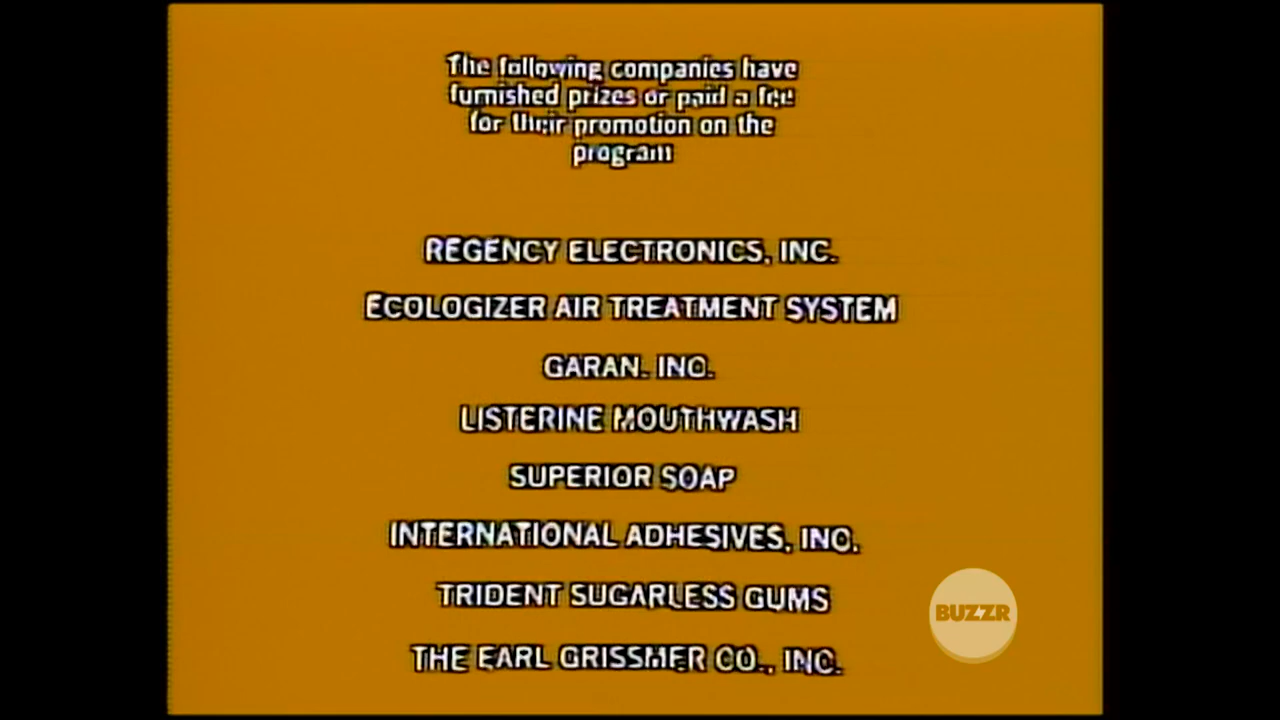 The following companies have
furnished prizes or paid a fee
for their promotion on the
program
REGENCY ELECTRONICS, INC.
ECOLOGIZER AIR TREATMENT SYSTEM
GARAN, INC.
LISTERINE MOUTHWASH
SUPERIOR SOAP
INTERNATIONAL ADHESIVES, INC.
TRIDENT SUGARLESS GUMS
BUZZR
THE EARL GRISSMER CO., INC.